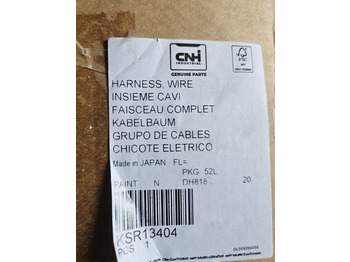 CNH
INDUSTRIAL
GENUINE PARTS
FSC
HARNESS, WIRE
INSIEME CAVI
FAISCEAU COMPLET
KABELBAUM
GRUPO DE CABLES
CHICOTE ELETRICO
Made in JAPAN FL=
PKG 52L
PAINT N DH818 20
KSR13404
PCS 1